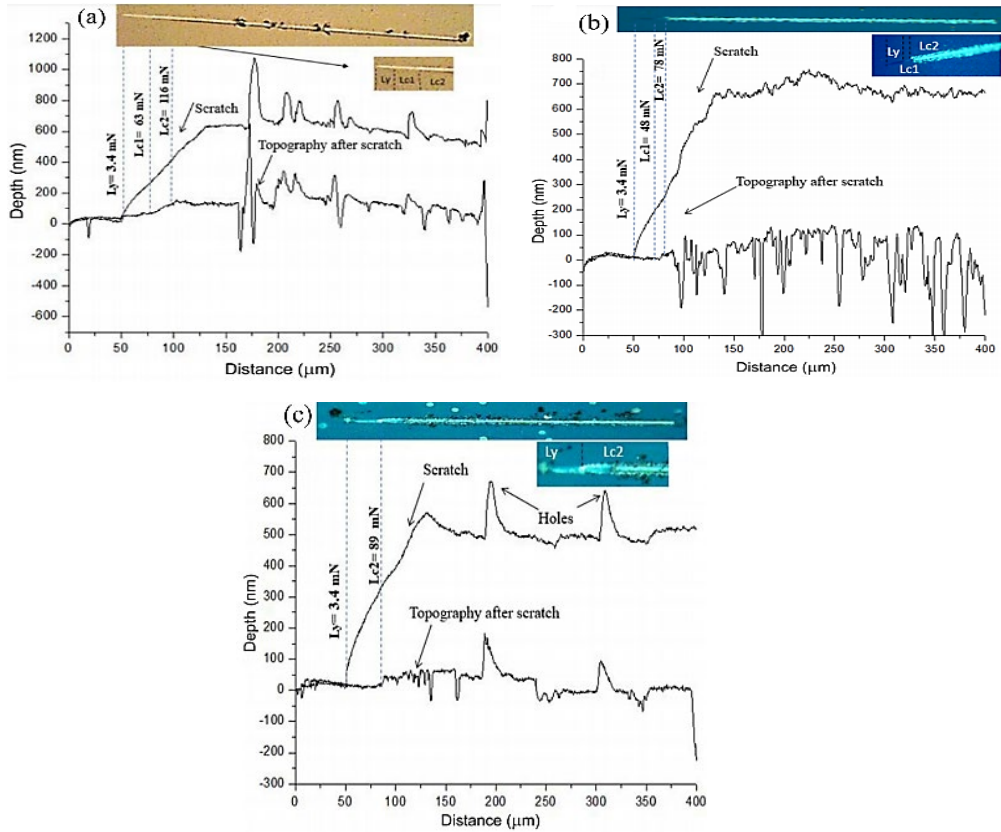 (a)
Ly
Lc1
Lc2
1200
1000
800
600
400
200
0
-200
-400
-600
Depth (nm)
Ly= 3.4 mN
Lc1= 63 mN
Lc2= 116 mN
Scratch
Topography after scratch
0 50 100 150 200 250 300 350 400
Distance (μm)
(b)
Ly
Lc2
Lc1
800
700
600
500
400
300
200
100
0
-100
-200
300
Depth (nm)
Ly= 3.4 mN
Lc1= 48 mN
Lc2= 78 mN
Scratch
Topography after scratch
0 50 100 150 200 250 300 350 400
Distance (μm)
(c)
Ly
Lc2
800
700
600
500
400
300
200
100
0
-100
-200
-300
Depth (nm)
Ly= 3.4 mN
Lc2= 89 mN
Scratch
Holes
Topography after scratch
0 50 100 150 200 250 300 350 400
Distance (μm)